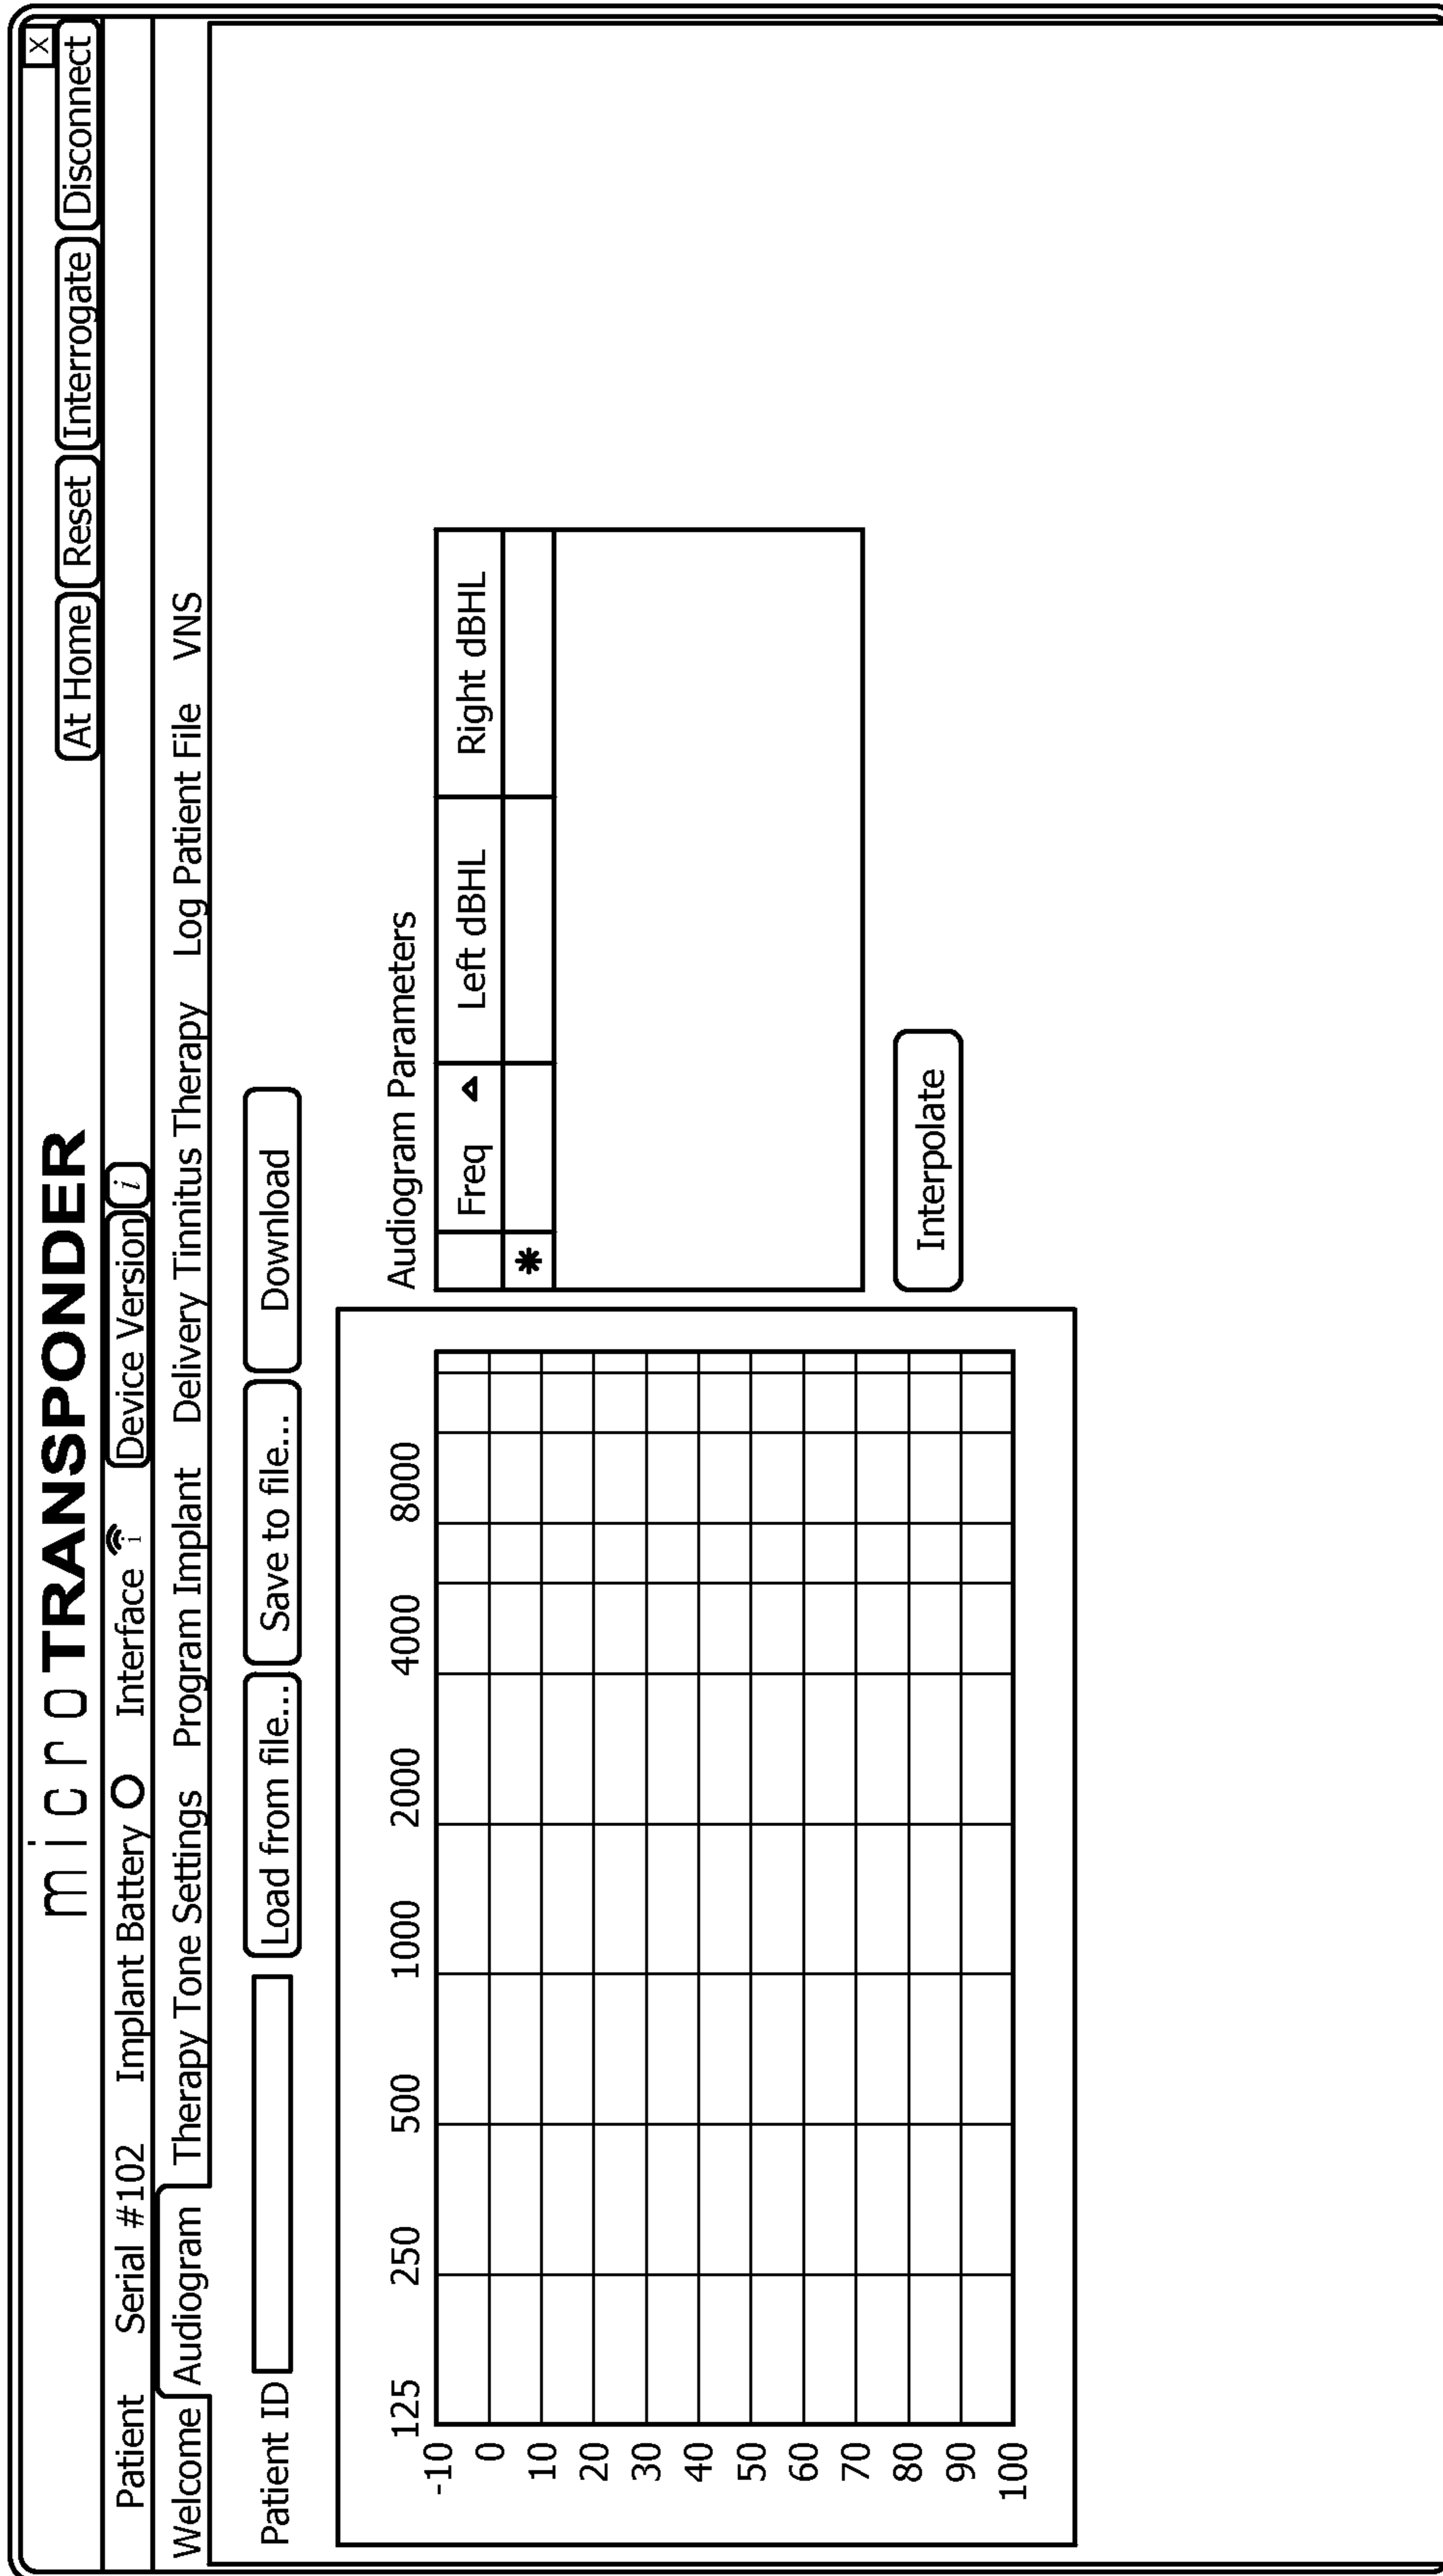 X
micro TRANSPONDER
At Home Reset Interrogate Disconnect
Patient Serial #102 Implant Battery Interface i Device Version i
Welcome Audiogram Therapy Tone Settings Program Implant Delivery Tinnitus Therapy Log Patient File VNS
Patient ID Load from file... Save to file... Download
Audiogram Parameters
125 250 500 1000 2000 4000 8000
Freq Left dBHL Right dBHL
*
-10
0
10
20
30
40
50
60
70
80
90
100
Interpolate